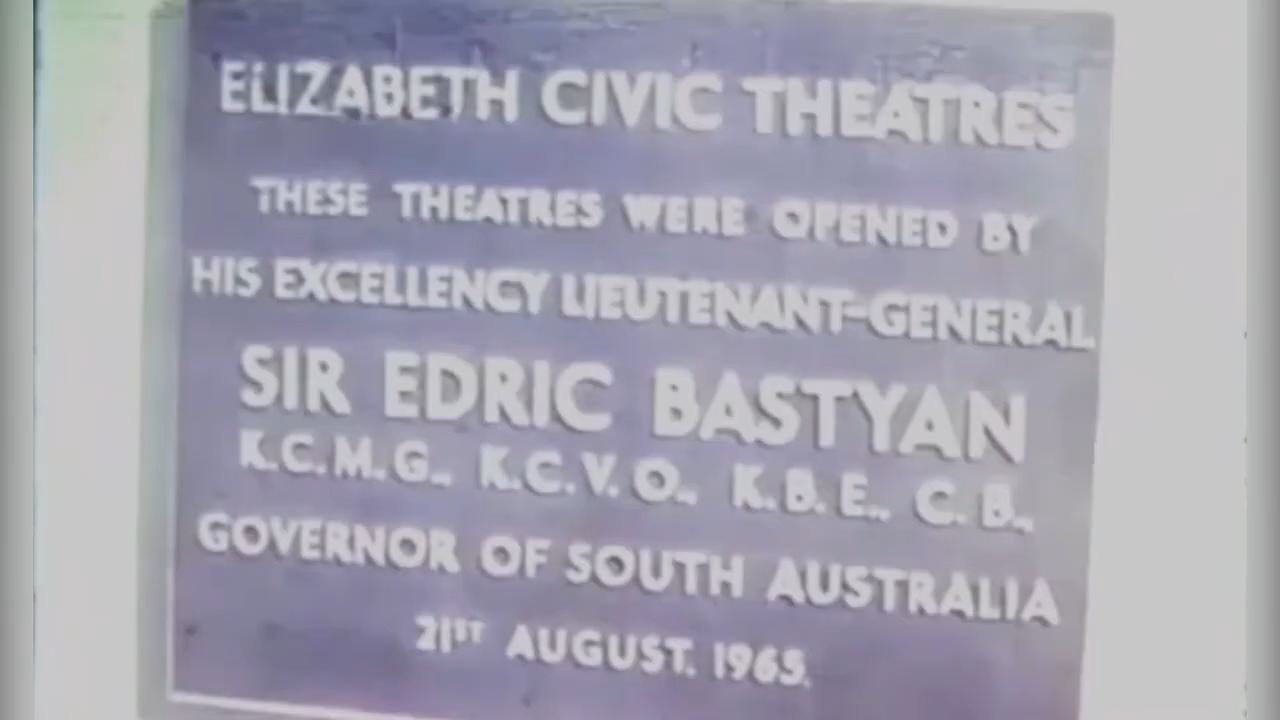 ELIZABETH CIVIC THEATRES
THESE THEATRES WERE OPENED BY
HIS EXCELLENCY LIEUTENANT-GENERAL
SIR EDRIC BASTYAN
K.C.M.G., K.C.V.O., K.B.E., C.B.,
GOVERNOR OF SOUTH AUSTRALIA
21ST AUGUST. 1965.